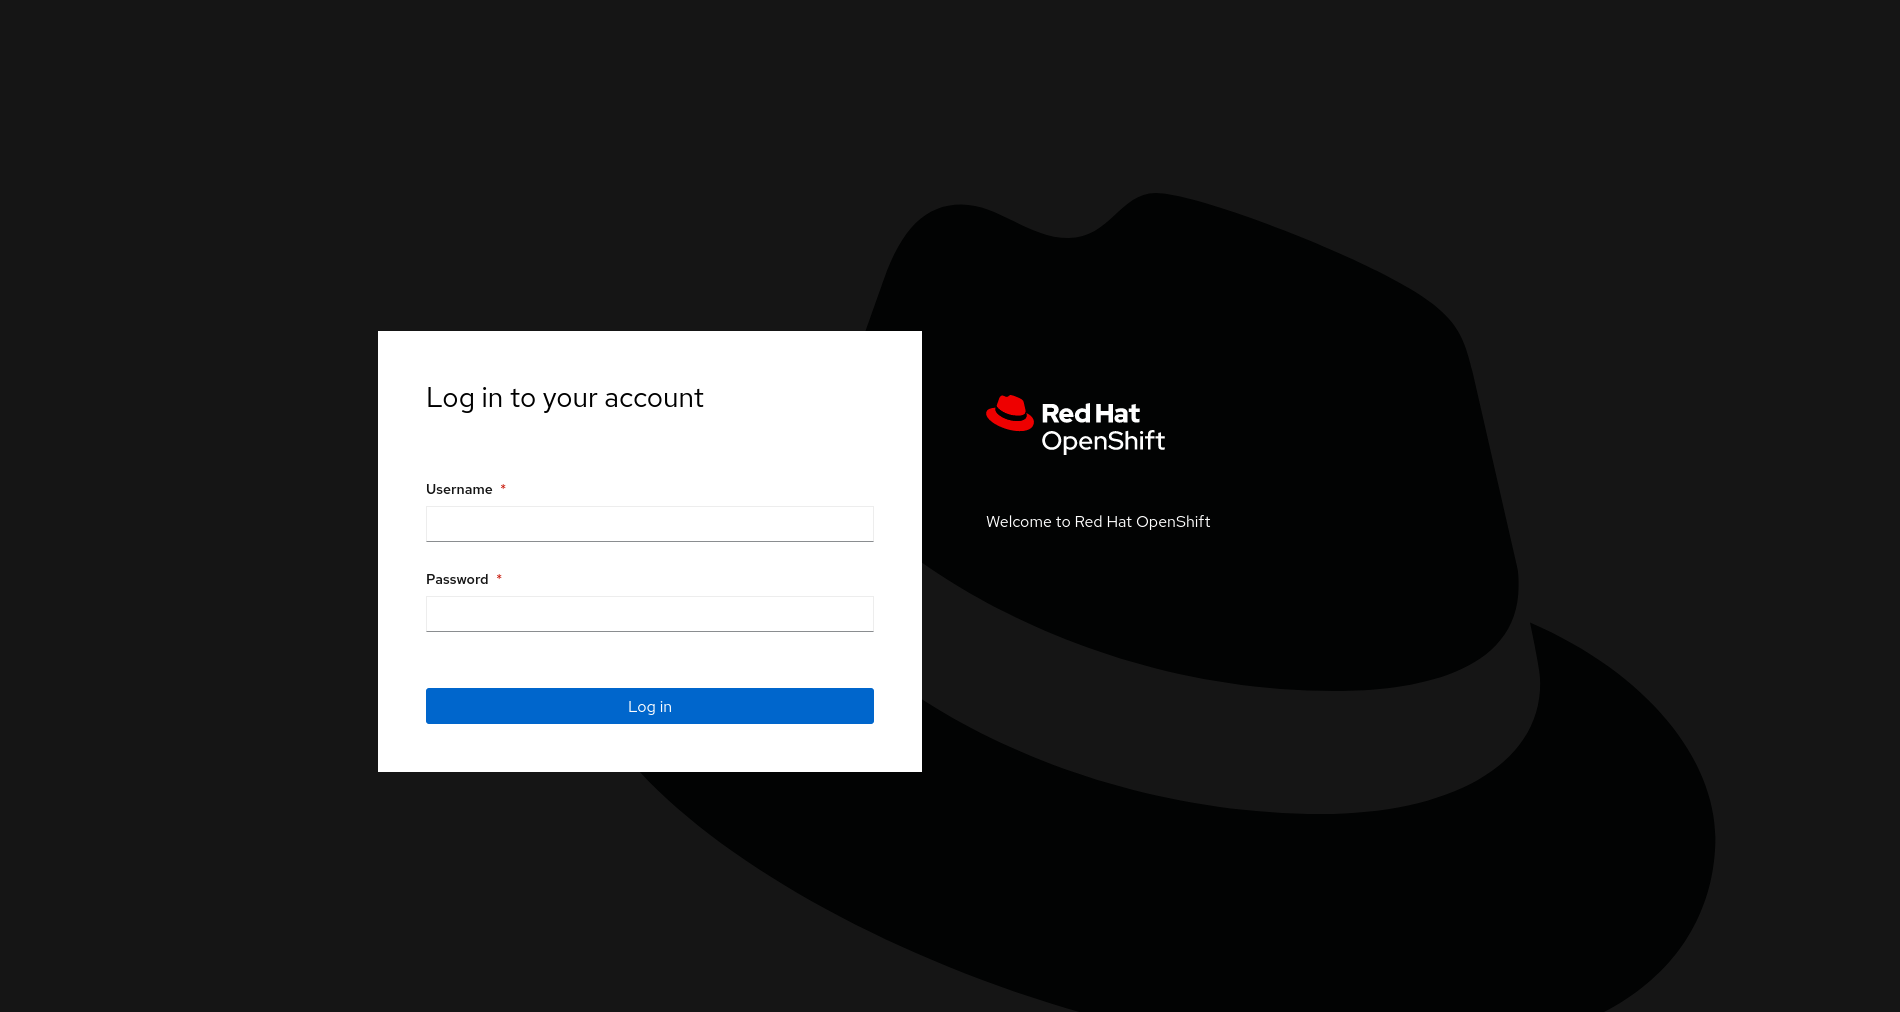 Log in to your account
Username *
Password *
Log in
Red Hat
OpenShift
Welcome to Red Hat OpenShift